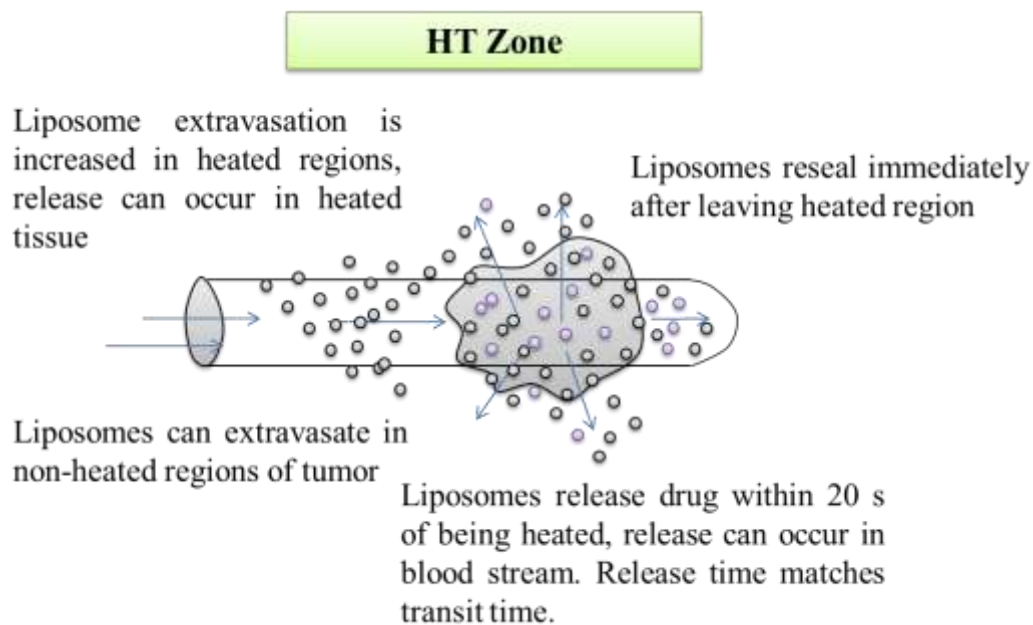 HT Zone
Liposome extravasation is
increased in heated regions,
release can occur in heated
tissue
Liposomes reseal immediately
after leaving heated region
Liposomes can extravasate in
non-heated regions of tumor
Liposomes release drug within 20 s
of being heated, release can occur in
blood stream. Release time matches
transit time.